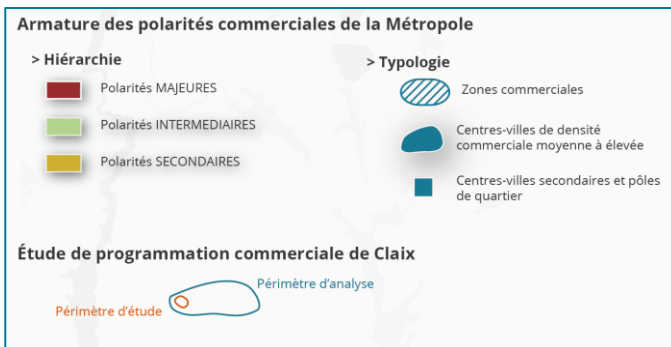 Armature des polarités commerciales de la Métropole
> Hiérarchie
Polarités MAJEURES
Polarités INTERMEDIAIRES
Polarités SECONDAIRES
> Typologie
Zones commerciales
Centres-villes de densité
commerciale moyenne à élevée
Centres-villes secondaires et pôles
de quartier
Étude de programmation commerciale de Claix
Périmètre d'analyse
Périmètre d'étude